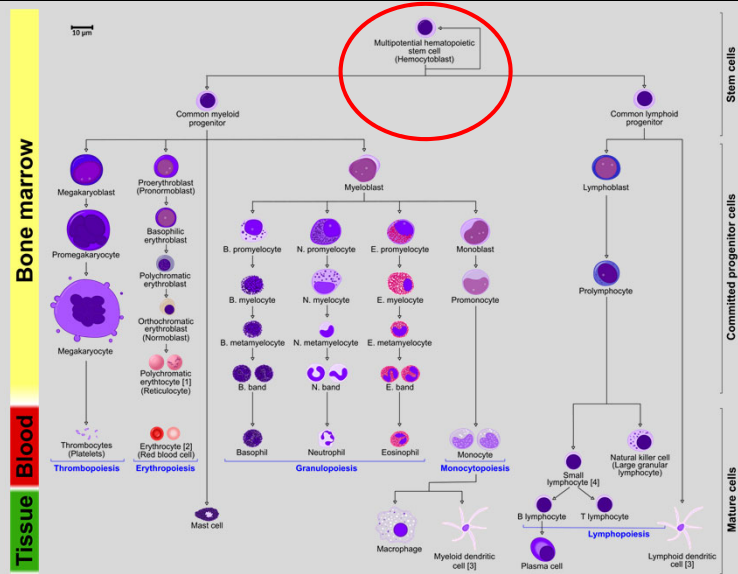 10 µm
Multipotential hematopoietic
stem cell
(Hemocytoblast)
Common myeloid
progenitor
Common lymphoid
progenitor
Stem cells
Bone marrow
Megakaryoblast
Proerythroblast
(Pronormoblast)
Myeloblast
Lymphoblast
Promegakaryocyte
Basophilic
erythroblast
B. promyelocyte
N. promyelocyte
E. promyelocyte
Monoblast
Polychromatic
erythroblast
B. myelocyte
N. myelocyte
E. myelocyte
Promonocyte
Prolymphocyte
Committed progenitor cells
Orthochromatic
erythroblast
(Normoblast)
Megakaryocyte
B. metamyelocyte
N. metamyelocyte
E. metamyelocyte
Polychromatic
erythtocyte [1]
(Reticulocyte)
B. band
N. band
E. band
Blood
Thrombocytes
(Platelets)
Erythrocyte [2]
(Red blood cell)
Basophil
Neutrophil
Eosinophil
Monocyte
Natural killer cell
(Large granular
lymphocyte)
Small
lymphocyte [4]
Thrombopoiesis
Erythropoiesis
Granulopoiesis
Monocytopoiesis
Mature cells
Tissue
Mast cell
B lymphocyte
T lymphocyte
Lymphopoiesis
Macrophage
Myeloid dendritic
cell [3]
Plasma cell
Lymphoid dendritic
cell [3]